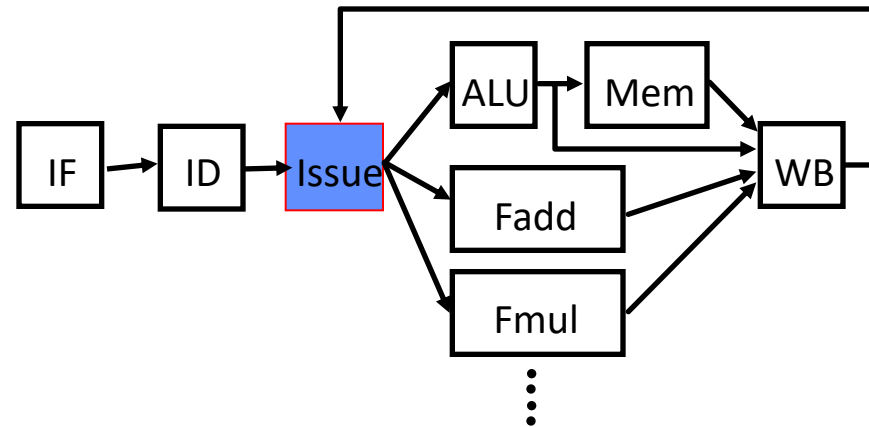 IF
ID
Issue
ALU
Mem
Fadd
Fmul
WB